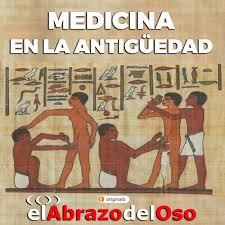 MEDICINA
EN LA ANTIGÜEDAD
originals
elAbrazodelOso